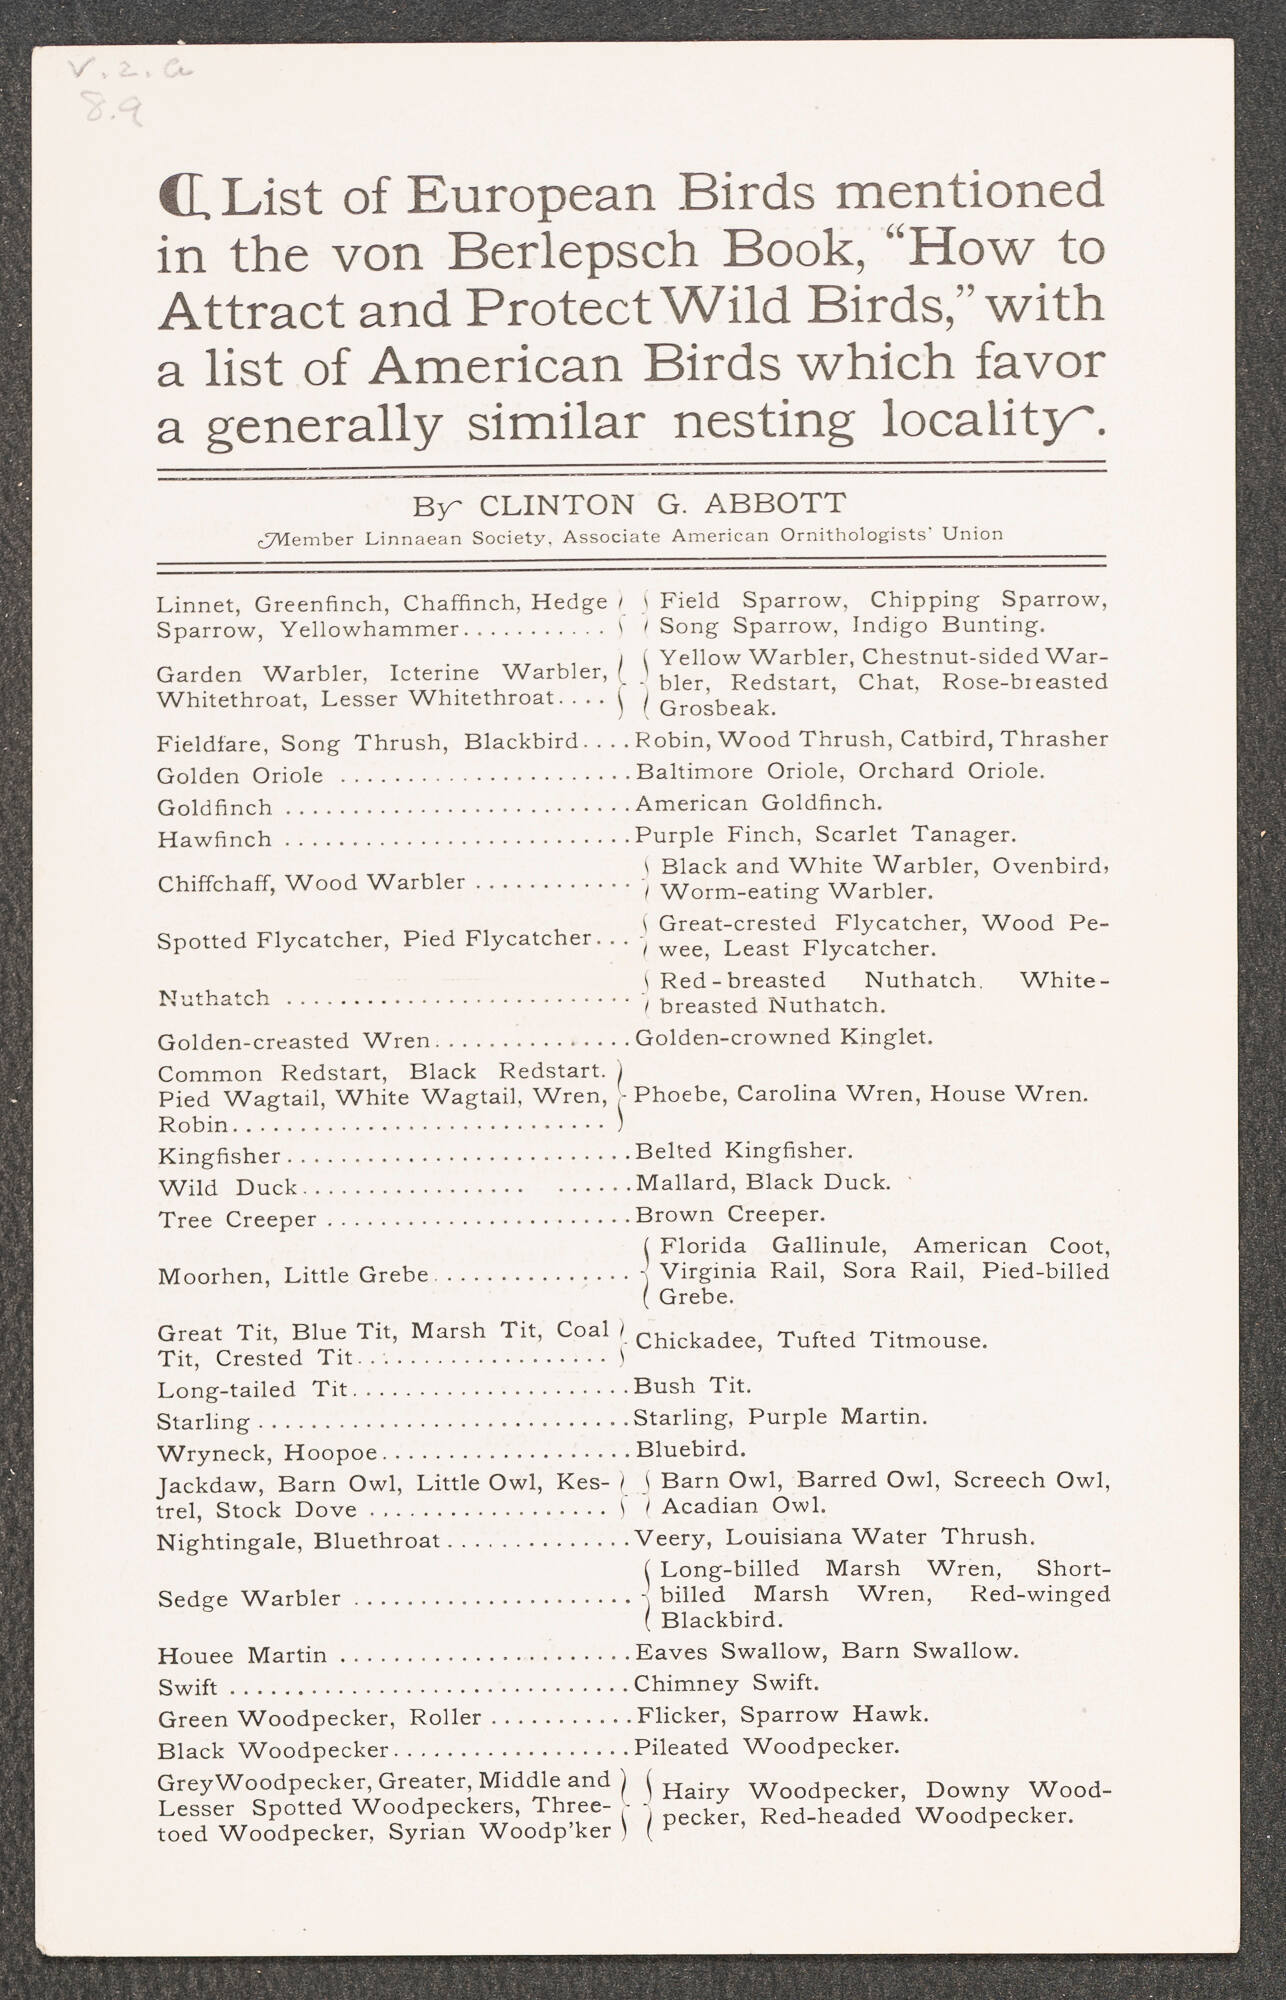 V. 2. a
8.9
List of European Birds mentioned
in the von Berlepsch Book, “How to
Attract and Protect Wild Birds,” with
a list of American Birds which favor
a generally similar nesting locality.
By CLINTON G. ABBOTT
Member Linnaean Society, Associate American Ornithologists' Union
Linnet, Greenfinch, Chaffinch, Hedge
Sparrow, Yellowhammer...........
Field Sparrow, Chipping Sparrow,
Song Sparrow, Indigo Bunting.
Garden Warbler, Icterine Warbler,
Whitethroat, Lesser Whitethroat....
Yellow Warbler, Chestnut-sided War-
bler, Redstart, Chat, Rose-breasted
Grosbeak.
Fieldfare, Song Thrush, Blackbird....Robin, Wood Thrush, Catbird, Thrasher
Golden Oriole ......................Baltimore Oriole, Orchard Oriole.
Goldfinch ..........................American Goldfinch.
Hawfinch ..........................Purple Finch, Scarlet Tanager.
Chiffchaff, Wood Warbler ............
Black and White Warbler, Ovenbird,
Worm-eating Warbler.
Spotted Flycatcher, Pied Flycatcher...
Great-crested Flycatcher, Wood Pe-
wee, Least Flycatcher.
Nuthatch ..........................
Red-breasted Nuthatch, White-
breasted Nuthatch.
Golden-creasted Wren...............Golden-crowned Kinglet.
Common Redstart, Black Redstart.
Pied Wagtail, White Wagtail, Wren,
Robin............................
Phoebe, Carolina Wren, House Wren.
Kingfisher..........................Belted Kingfisher.
Wild Duck................. ......Mallard, Black Duck.
Tree Creeper .......................Brown Creeper.
Moorhen, Little Grebe...............
Florida Gallinule, American Coot,
Virginia Rail, Sora Rail, Pied-billed
Grebe.
Great Tit, Blue Tit, Marsh Tit, Coal
Tit, Crested Tit...................
Chickadee, Tufted Titmouse.
Long-tailed Tit.....................Bush Tit.
Starling ............................Starling, Purple Martin.
Wryneck, Hoopoe...................Bluebird.
Jackdaw, Barn Owl, Little Owl, Kes-
trel, Stock Dove ..................
Barn Owl, Barred Owl, Screech Owl,
Acadian Owl.
Nightingale, Bluethroat..............Veery, Louisiana Water Thrush.
Sedge Warbler .....................
Long-billed Marsh Wren, Short-
billed Marsh Wren, Red-winged
Blackbird.
Houee Martin ......................Eaves Swallow, Barn Swallow.
Swift ..............................Chimney Swift.
Green Woodpecker, Roller ...........Flicker, Sparrow Hawk.
Black Woodpecker..................Pileated Woodpecker.
Grey Woodpecker, Greater, Middle and
Lesser Spotted Woodpeckers, Three-
toed Woodpecker, Syrian Woodp'ker
Hairy Woodpecker, Downy Wood-
pecker, Red-headed Woodpecker.